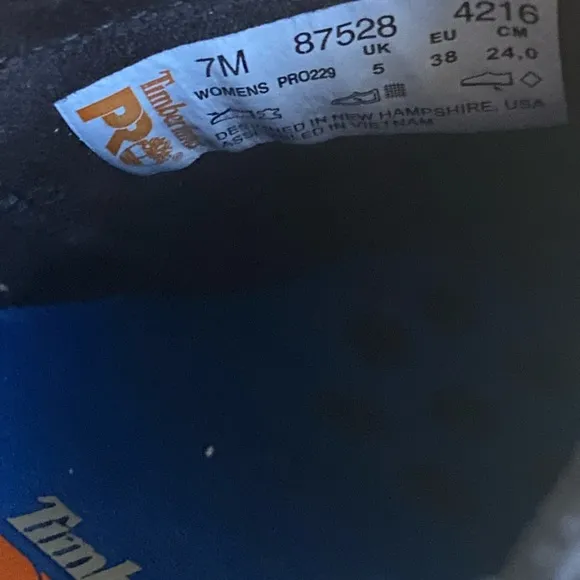 Timberland
PRO
7M 87528 4216
WOMENS PRO229 UK EU CM
5 38 24,0
DESIGNED IN NEW HAMPSHIRE, USA
ASSEMBLED IN VIETNAM
Timb